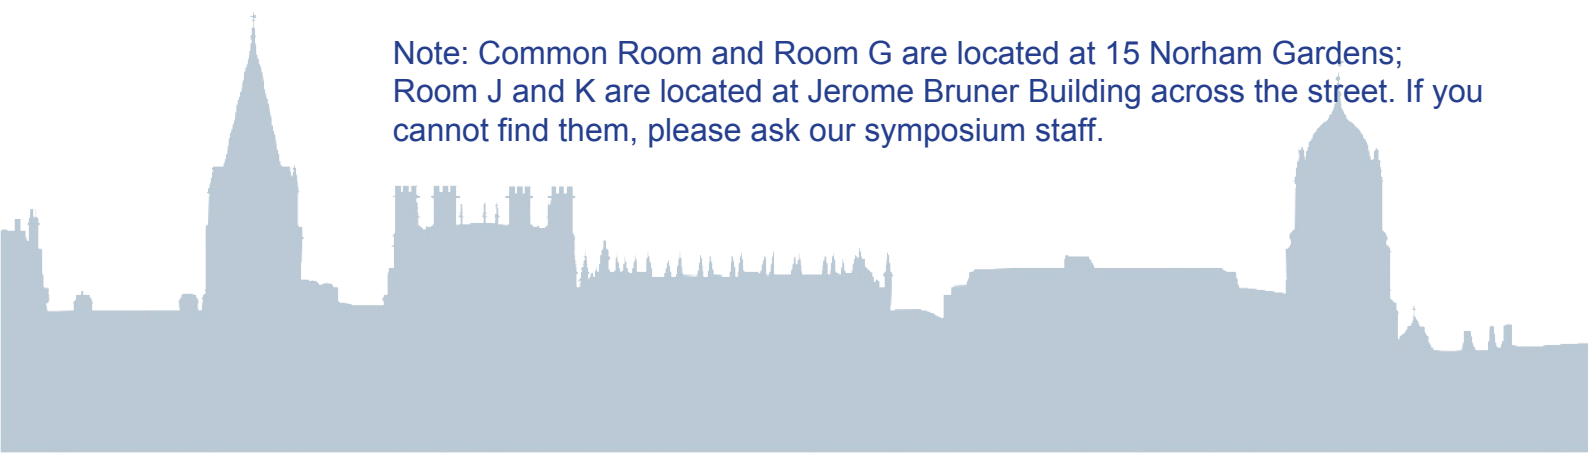 Note: Common Room and Room G are located at 15 Norham Gardens;
Room J and K are located at Jerome Bruner Building across the street. If you
cannot find them, please ask our symposium staff.